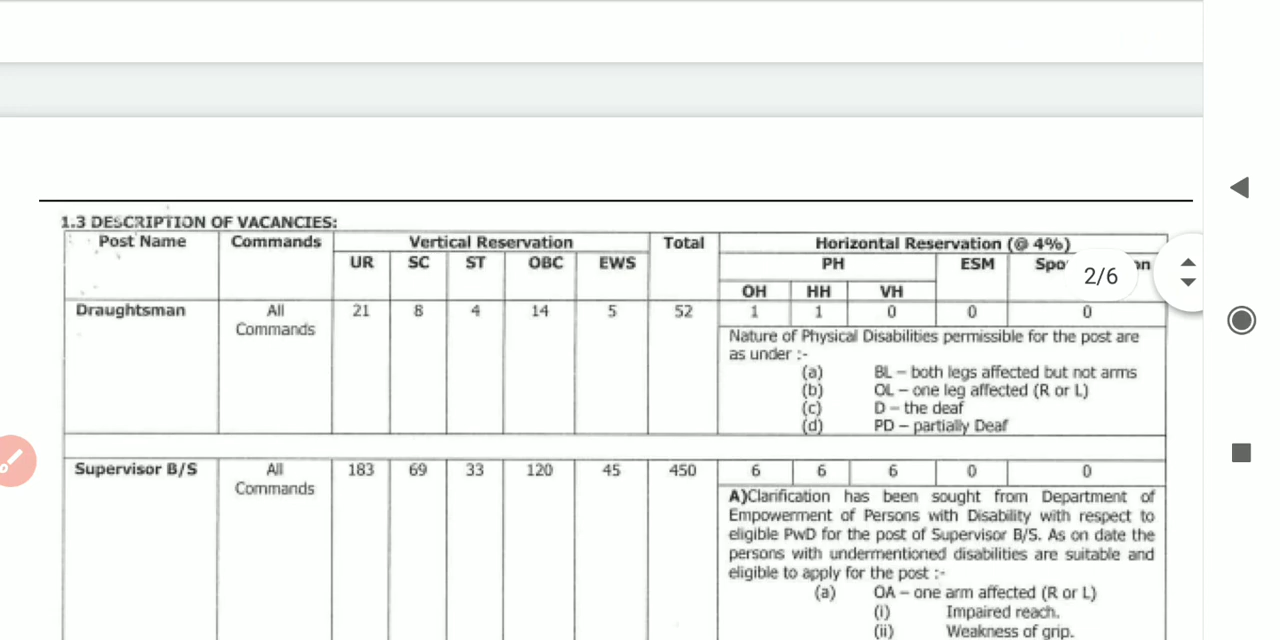 1.3 DESCRIPTION OF VACANCIES:
Post Name Commands Vertical Reservation Total Horizontal Reservation (@ 4%)
UR SC ST OBC EWS PH ESM
2/6
OH HH VH
Draughtsman All Commands 21 8 4 14 5 52 1 1 0 0 0
Nature of Physical Disabilities permissible for the post are
as under :-
(a) BL – both legs affected but not arms
(b) OL – one leg affected (R or L)
(c) D – the deaf
(d) PD – partially Deaf
Supervisor B/S All Commands 183 69 33 120 45 450 6 6 6 0 0
A)Clarification has been sought from Department of
Empowerment of Persons with Disability with respect to
eligible PwD for the post of Supervisor B/S. As on date the
persons with undermentioned disabilities are suitable and
eligible to apply for the post :-
(a) OA – one arm affected (R or L)
(i) Impaired reach.
(ii) Weakness of grip.